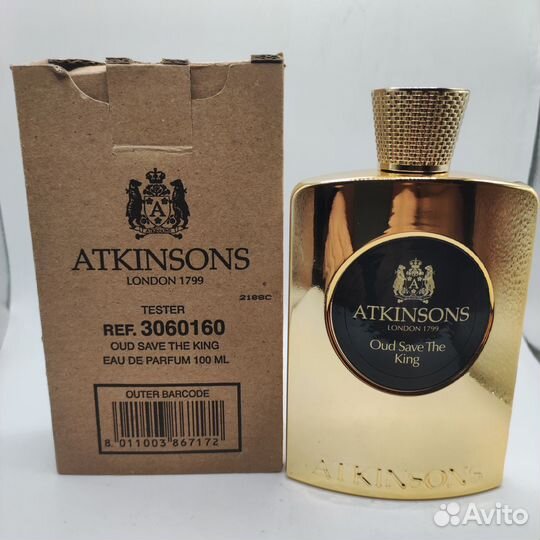 A
ATKINSONS
LONDON 1799
2188C
TESTER
REF. 3060160
OUD SAVE THE KING
EAU DE PARFUM 100 ML
OUTER BARCODE
8 011003 867172
A
ATKINSONS
LONDON 1799
Oud Save The
King
ATKINSONS
Avito